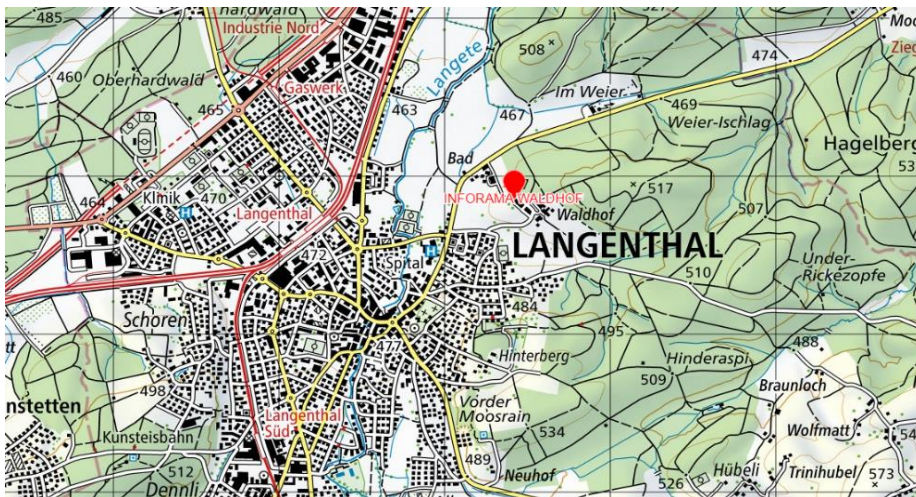 485
hardwald
Industrie Nord
508
474
Zieg
460
Oberhardwald
Gaswerk
Langete
Im Weier
465
463
467
469
Weier-Ischlag
Hagelberg
Bad
Klinik
470
517
464
H
Langenthal
INFORAMA WALDHOF
Waldhof
507
472
Spital
H
LANGENTHAL
510
Under-
Rickezopfe
484
Schoren
495
477
488
Hinterberg
Hinderaspi
498
509
Braunloch
nstetten
Vorder
Moosrain
Langenthal
Süd
Wolfmatt
Kunsteisbahn
534
512
489
Hübeli
Dennli
Neuhof
526
Trinihubel
573